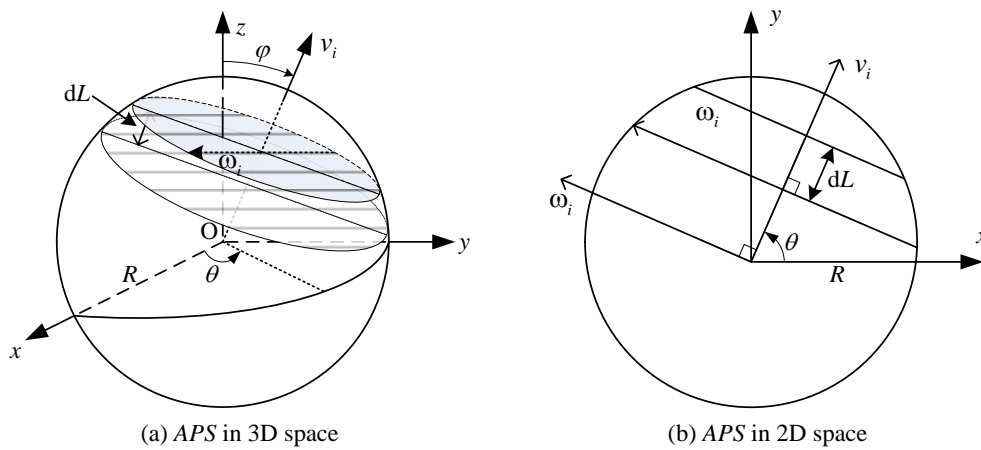 z
v_i
φ
dL
ω_i
O
y
R
θ
x
(a) APS in 3D space
y
v_i
ω_i
dL
ω_i
θ
x
R
(b) APS in 2D space